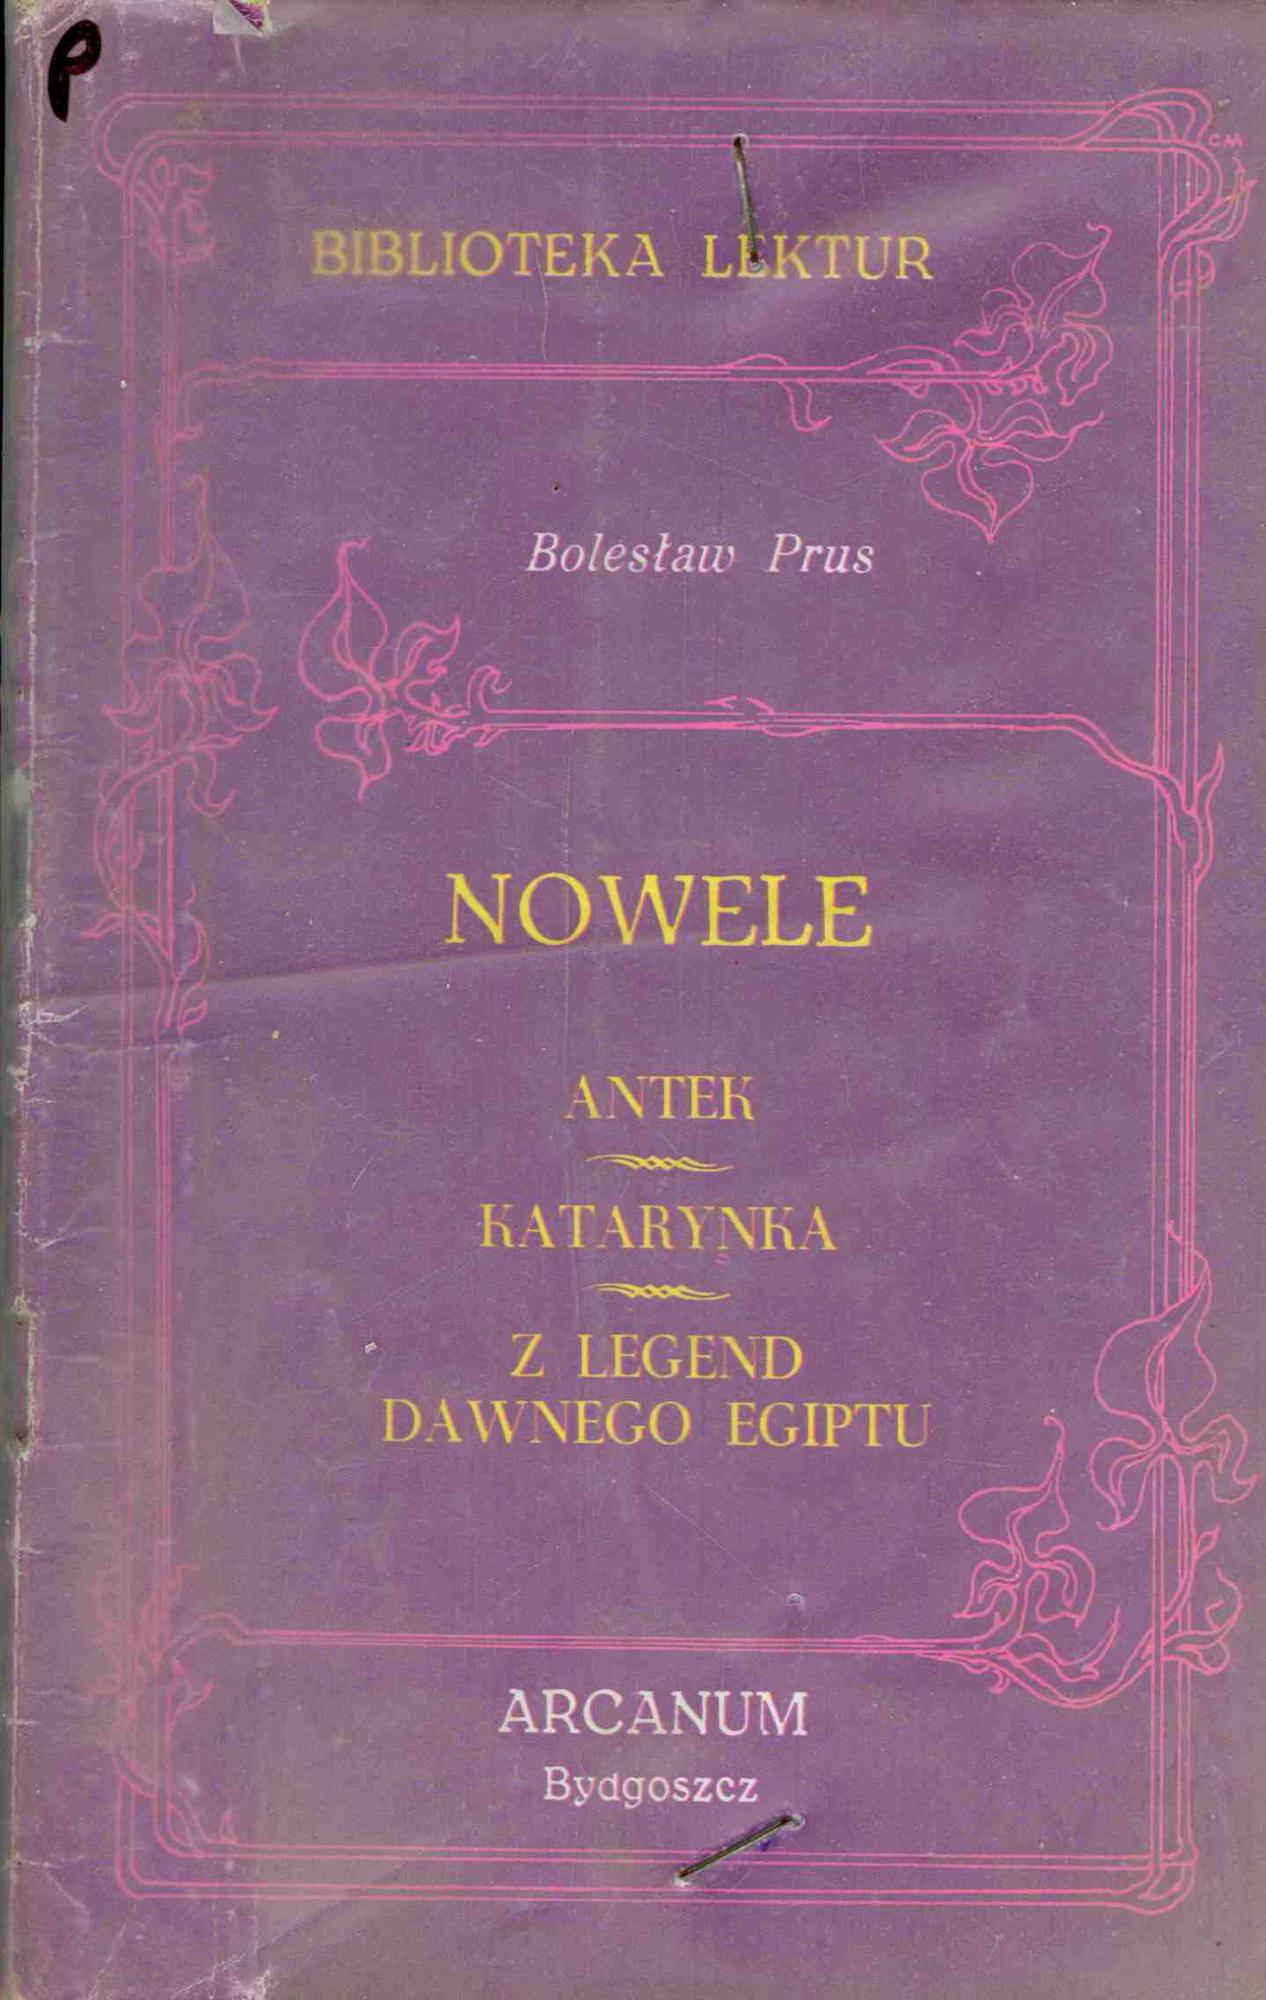 P
BIBLIOTEKA LEKTUR
Bolesław Prus
NOWELE
ANTEK
KATARYNKA
Z LEGEND
DAWNEGO EGIPTU
ARCANUM
Bydgoszcz